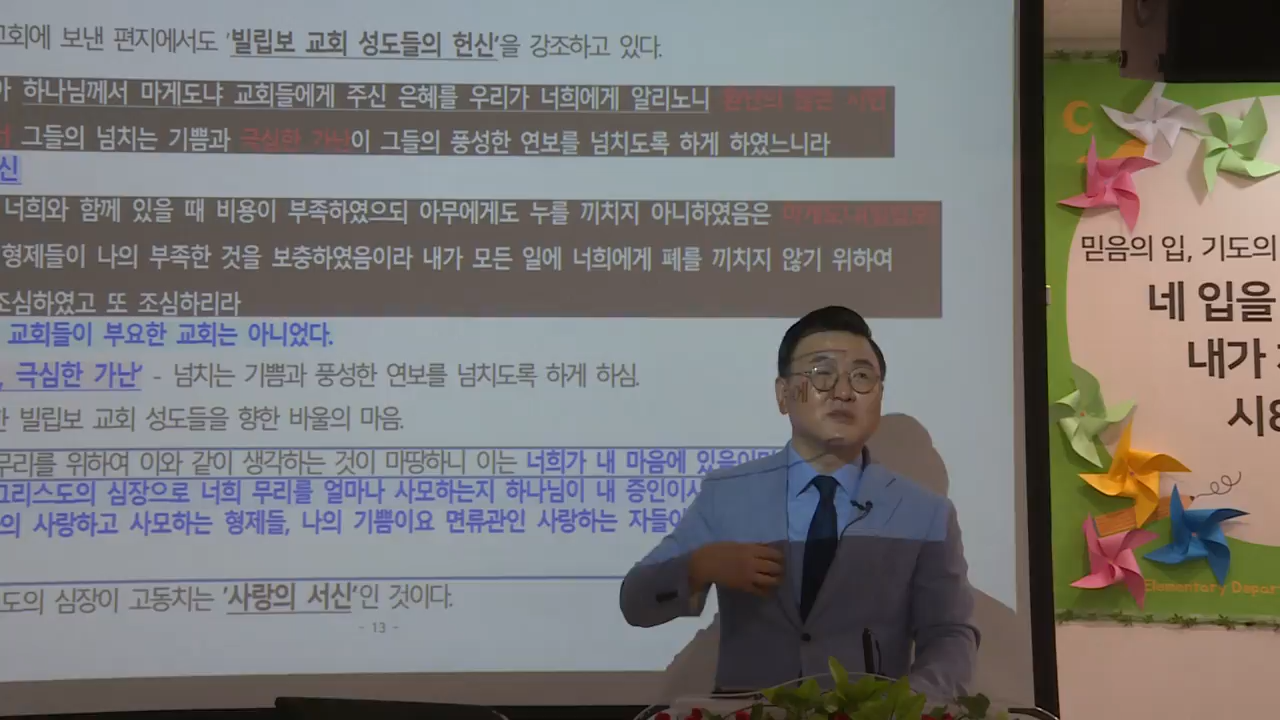 교회에 보낸 편지에서도 '빌립보 교회 성도들의 헌신'을 강조하고 있다.
하나님께서 마게도냐 교회들에게 주신 은혜를 우리가 너희에게 알리노니 환난의 많은 시련
그들의 넘치는 기쁨과 극심한 가난이 그들의 풍성한 연보를 넘치도록 하게 하였느니라
신
너희와 함께 있을 때 비용이 부족하였으되 아무에게도 누를 끼치지 아니하였음은
형제들이 나의 부족한 것을 보충하였음이라 내가 모든 일에 너희에게 폐를 끼치지 않기 위하여
조심하였고 또 조심하리라
교회들이 부요한 교회는 아니었다.
, 극심한 가난' - 넘치는 기쁨과 풍성한 연보를 넘치도록 하게 하심.
빌립보 교회 성도들을 향한 바울의 마음.
무리를 위하여 이와 같이 생각하는 것이 마땅하니 이는 너희가 내 마음에 있음이며
그리스도의 심장으로 너희 무리를 얼마나 사모하는지 하나님이 내 증인이시
의 사랑하고 사모하는 형제들, 나의 기쁨이요 면류관인 사랑하는 자들아
도의 심장이 고동치는 '사랑의 서신'인 것이다.
- 13 -
믿음의 입, 기도의
네 입을
내가
시8
Elementary Depar